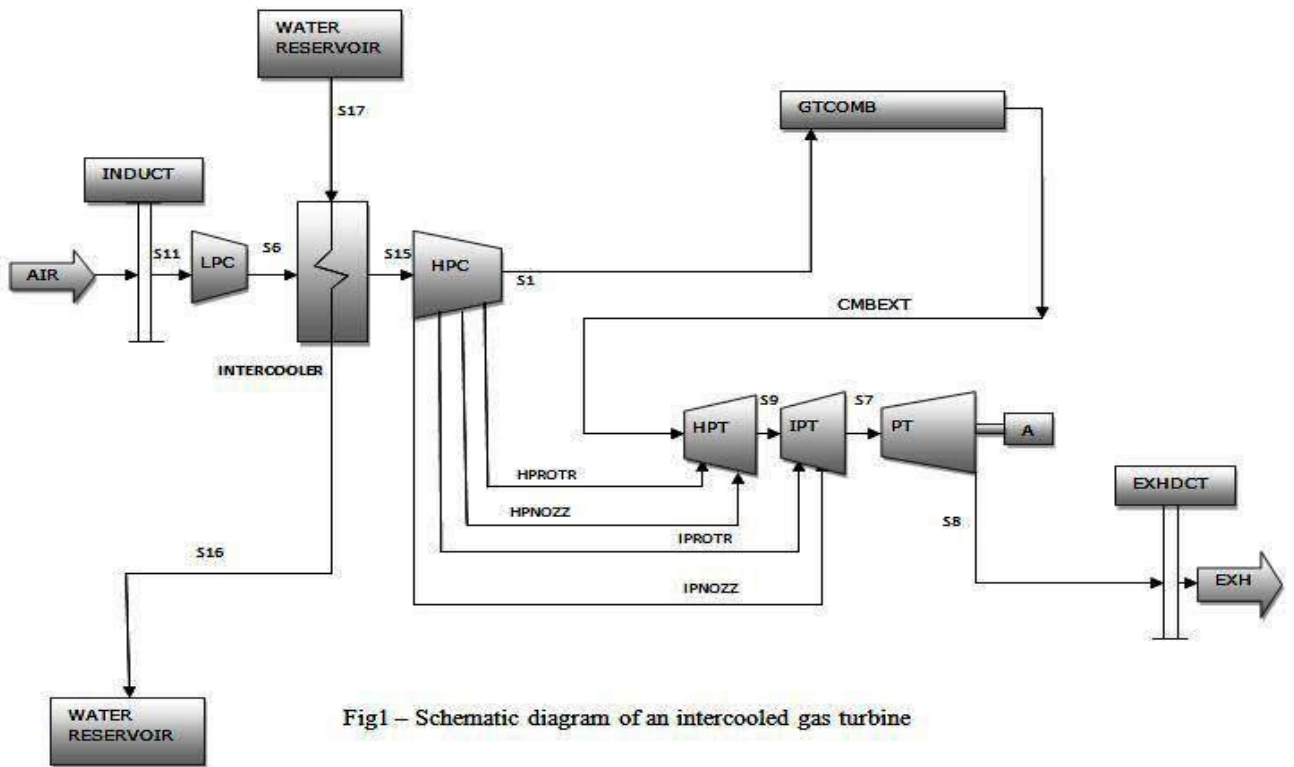 WATER
RESERVOIR
S17
GTCOMB
INDUCT
S11
LPC
S6
S15
HPC
S1
AIR
CMBEXT
INTERCOOLER
S9
S7
HPT
IPT
PT
A
HPROTR
HPNOZZ
IPROTR
IPNOZZ
EXHDCT
S8
EXH
S16
WATER
RESERVOIR
Fig1 – Schematic diagram of an intercooled gas turbine